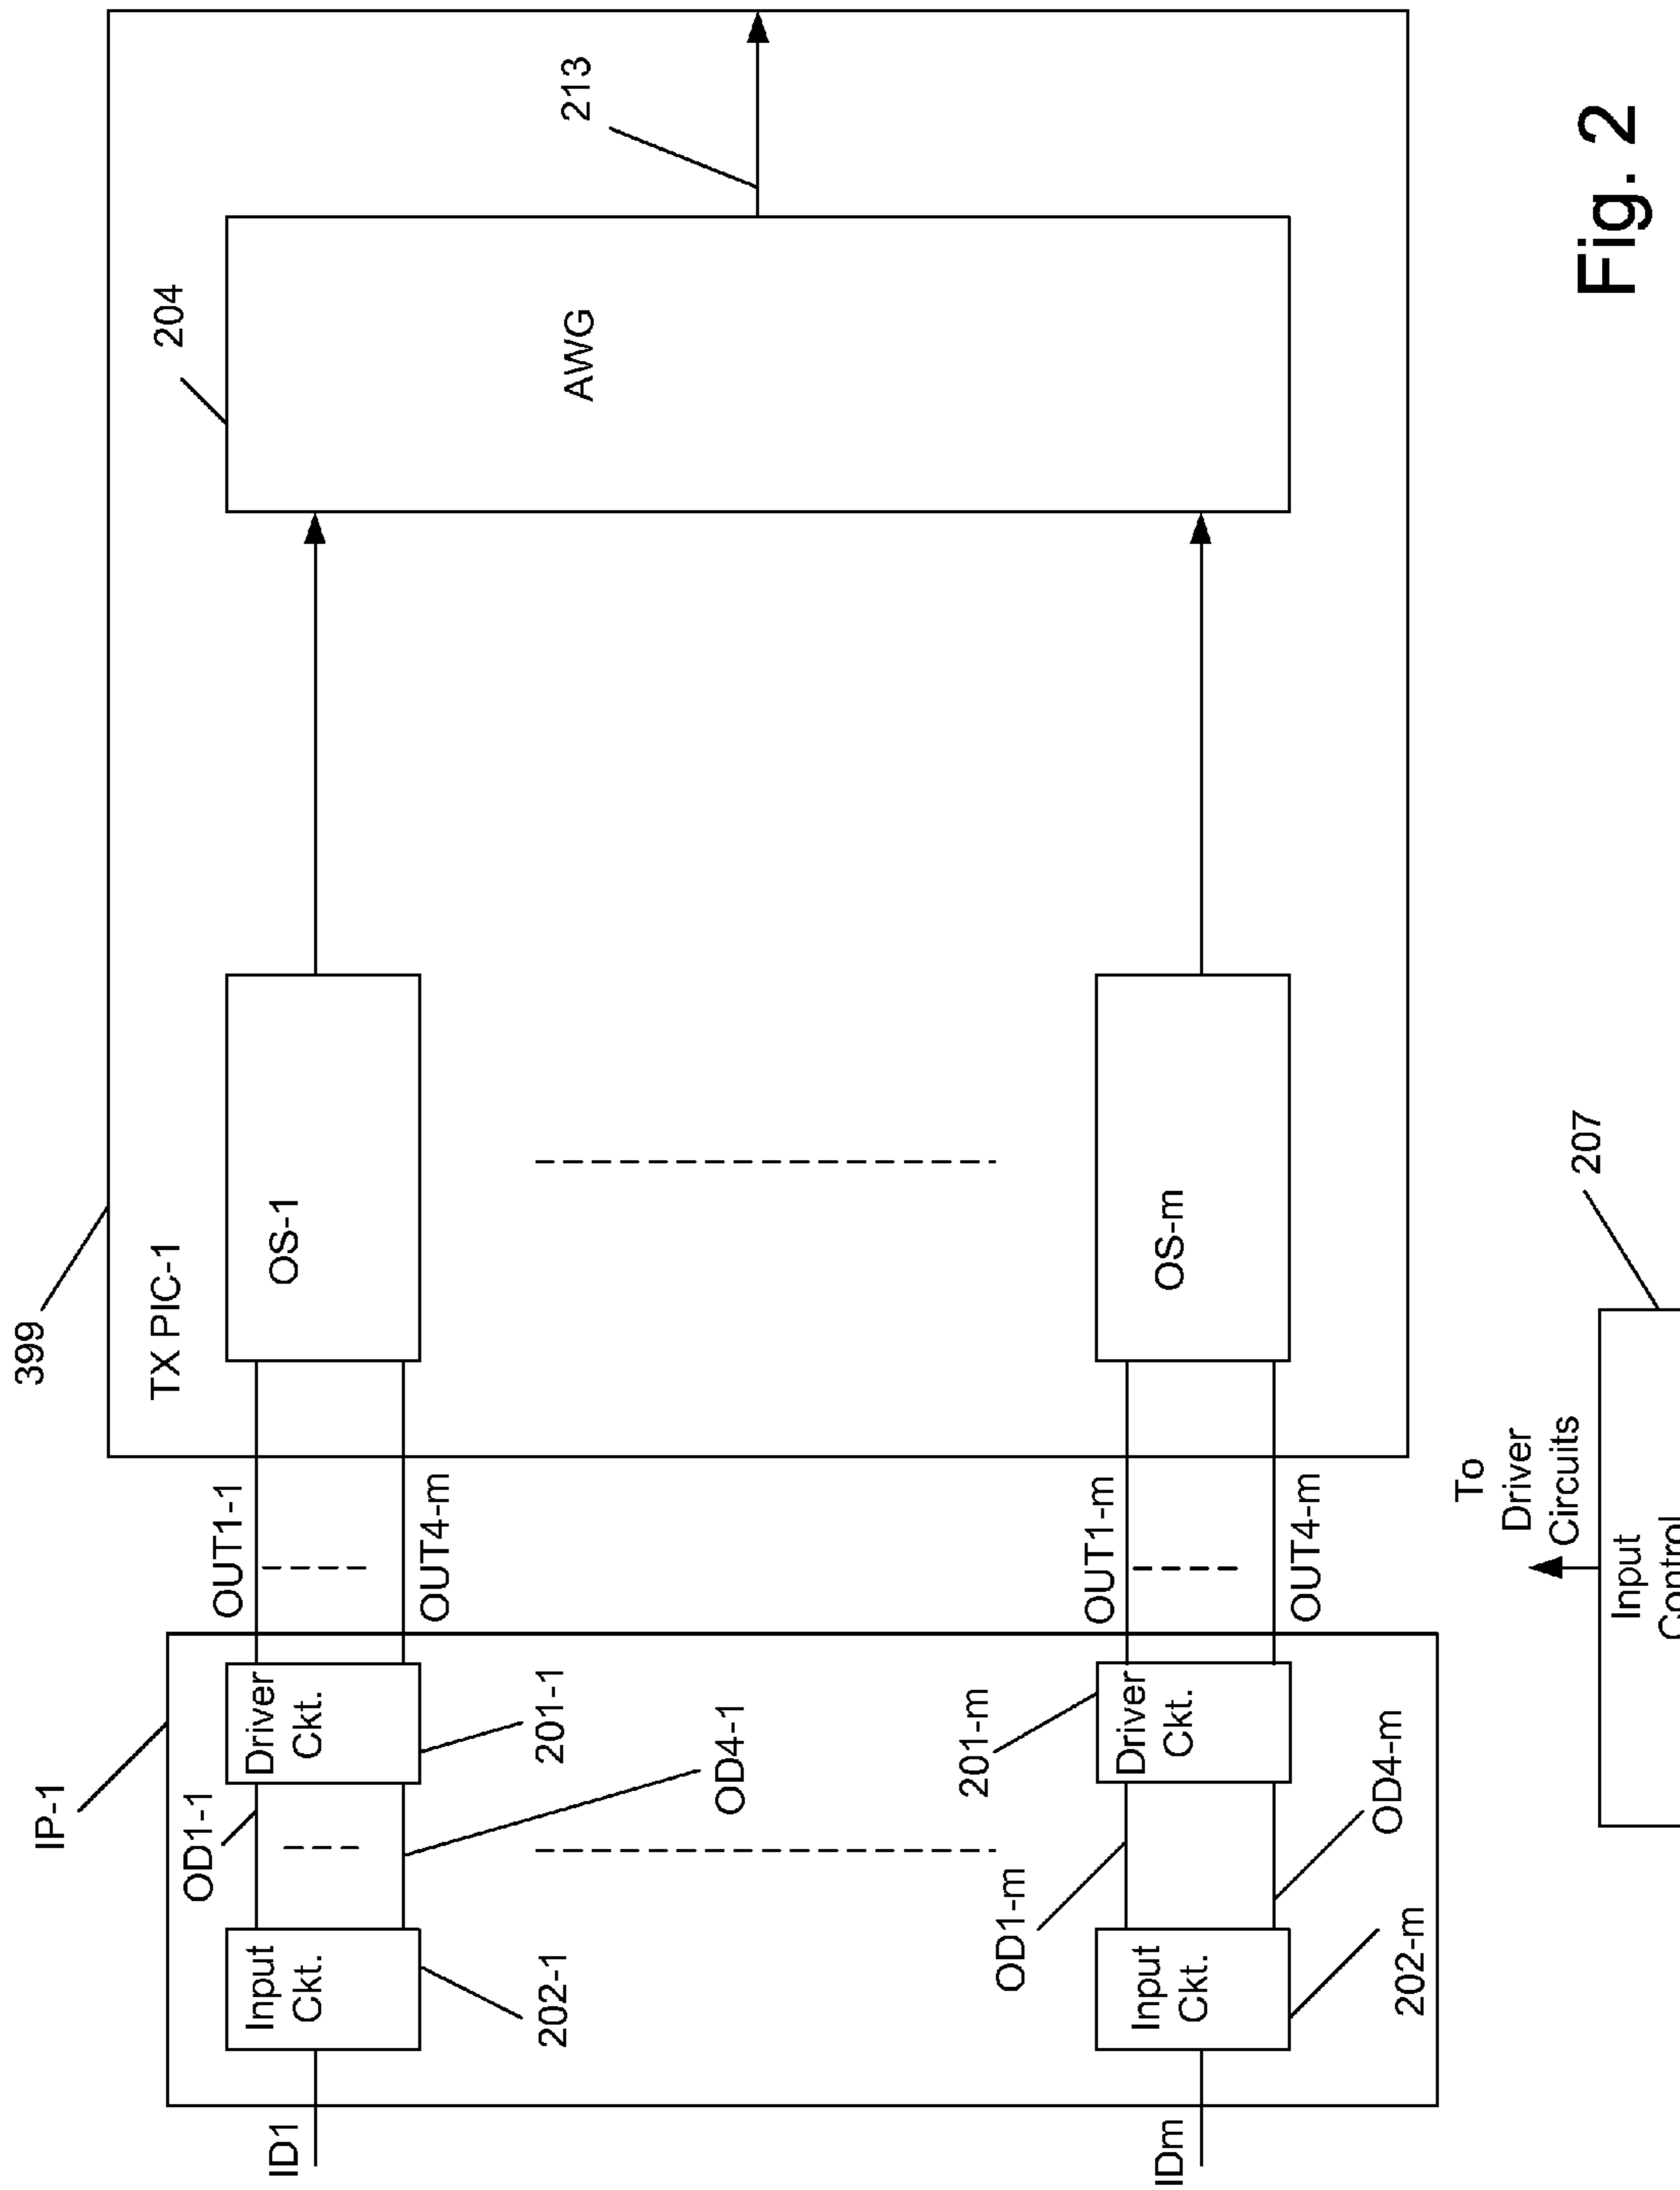 399
TX PIC-1
IP-1
ID1
Input
Ckt.
202-1
OD1-1
OD4-1
Driver
Ckt.
201-1
OUT1-1
OUT4-m
OS-1
204
AWG
213
IDm
Input
Ckt.
202-m
OD1-m
OD4-m
201-m
Driver
Ckt.
OUT1-m
OUT4-m
OS-m
To
Driver
Circuits
Input
Control
207
Fig. 2